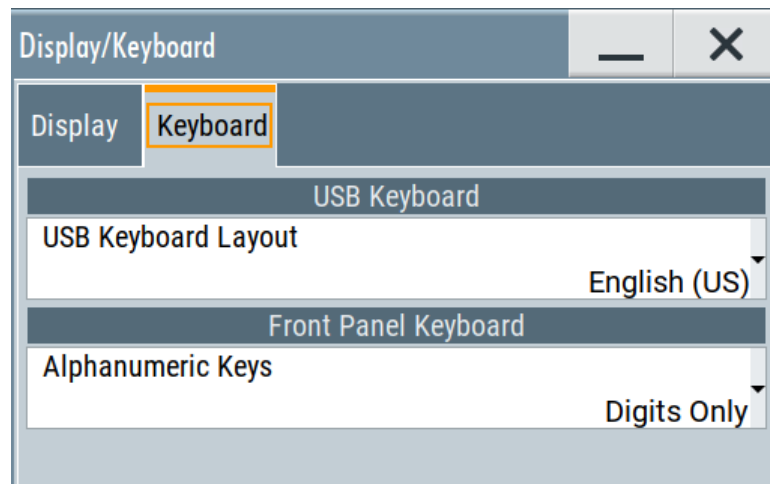 Display/Keyboard
Display Keyboard
USB Keyboard
USB Keyboard Layout
English (US)
Front Panel Keyboard
Alphanumeric Keys
Digits Only